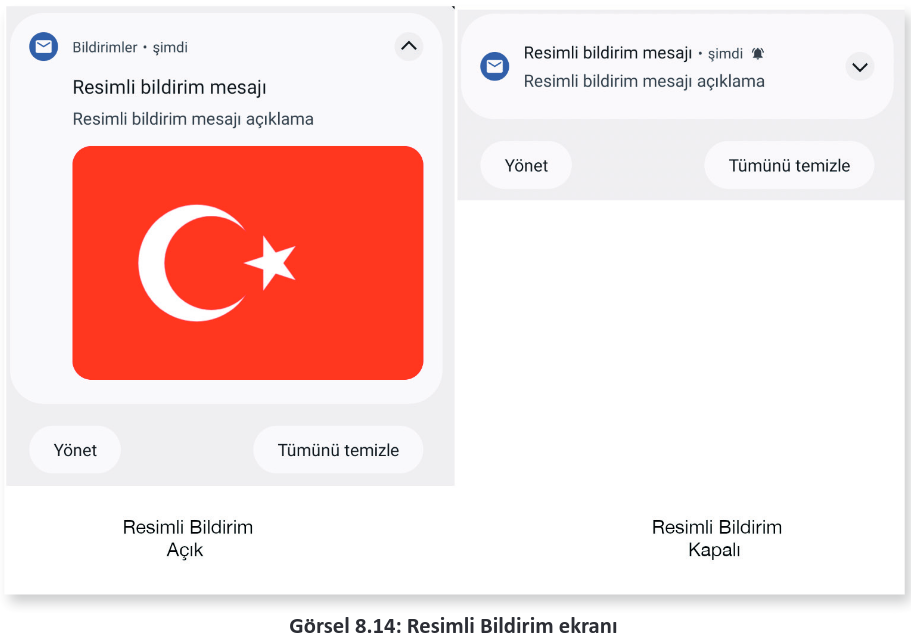 Bildirimler • şimdi
Resimli bildirim mesajı
Resimli bildirim mesajı açıklama
Yönet
Tümünü temizle
Resimli Bildirim
Açık
Resimli bildirim mesajı • şimdi
Resimli bildirim mesajı açıklama
Yönet
Tümünü temizle
Resimli Bildirim
Kapalı
Görsel 8.14: Resimli Bildirim ekranı